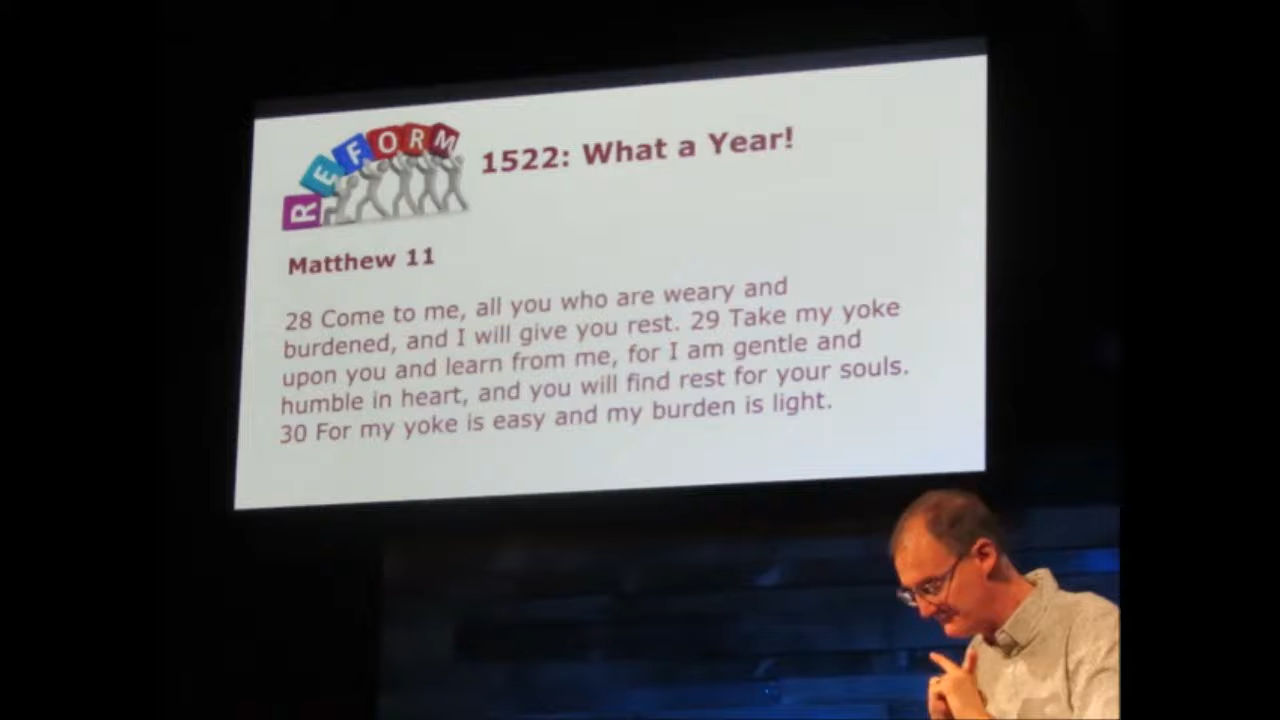 REFORM
1522: What a Year!
Matthew 11
28 Come to me, all you who are weary and
burdened, and I will give you rest. 29 Take my yoke
upon you and learn from me, for I am gentle and
humble in heart, and you will find rest for your souls.
30 For my yoke is easy and my burden is light.